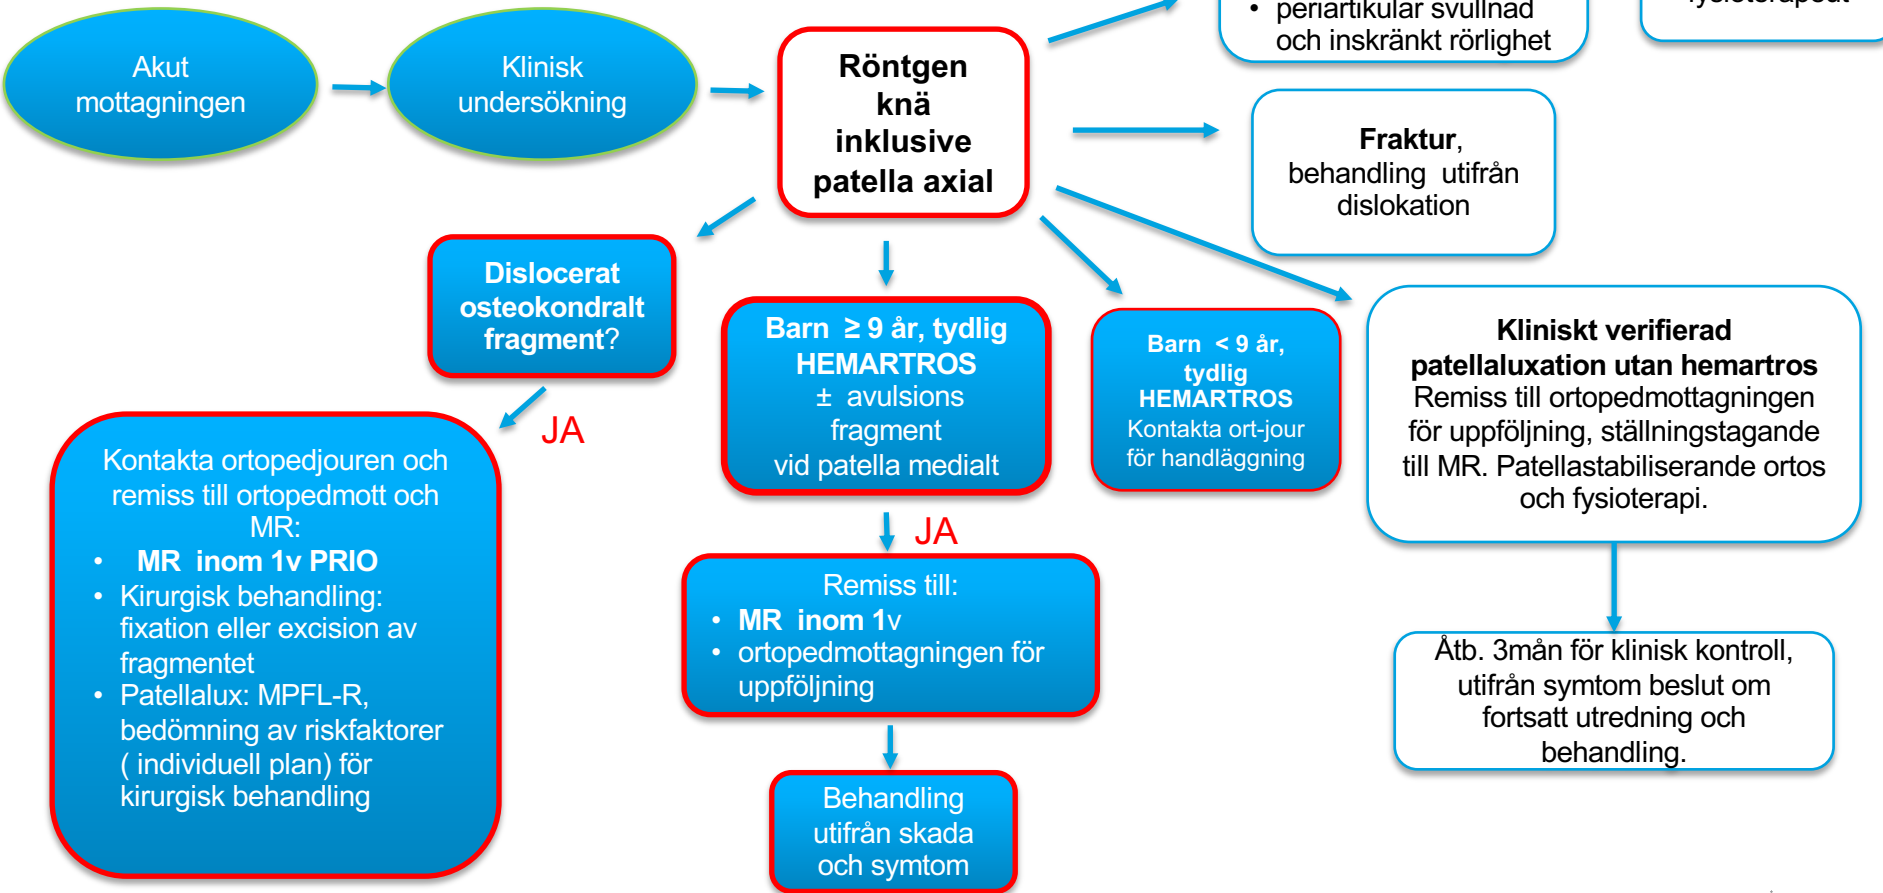 • periartikulär svullnad
och inskränkt rörlighet
Akut
mottagningen
Klinisk
undersökning
Röntgen
knä
inklusive
patella axial
Fraktur,
behandling utifrån
dislokation
Dislocerat
osteokondralt
fragment?
Barn ≥ 9 år, tydlig
HEMARTROS
± avulsions
fragment
vid patella medialt
Barn < 9 år,
tydlig
HEMARTROS
Kontakta ort-jour
för handläggning
Kliniskt verifierad
patellaluxation utan hemartros
Remiss till ortopedmottagningen
för uppföljning, ställningstagande
till MR. Patellastabiliserande ortos
och fysioterapi.
JA
Kontakta ortopedjouren och
remiss till ortopedmott och
MR:
• MR inom 1v PRIO
• Kirurgisk behandling:
fixation eller excision av
fragmentet
• Patellalux: MPFL-R,
bedömning av riskfaktorer
( individuell plan) för
kirurgisk behandling
JA
Remiss till:
• MR inom 1v
• ortopedmottagningen för
uppföljning
Åtb. 3mån för klinisk kontroll,
utifrån symtom beslut om
fortsatt utredning och
behandling.
Behandling
utifrån skada
och symtom